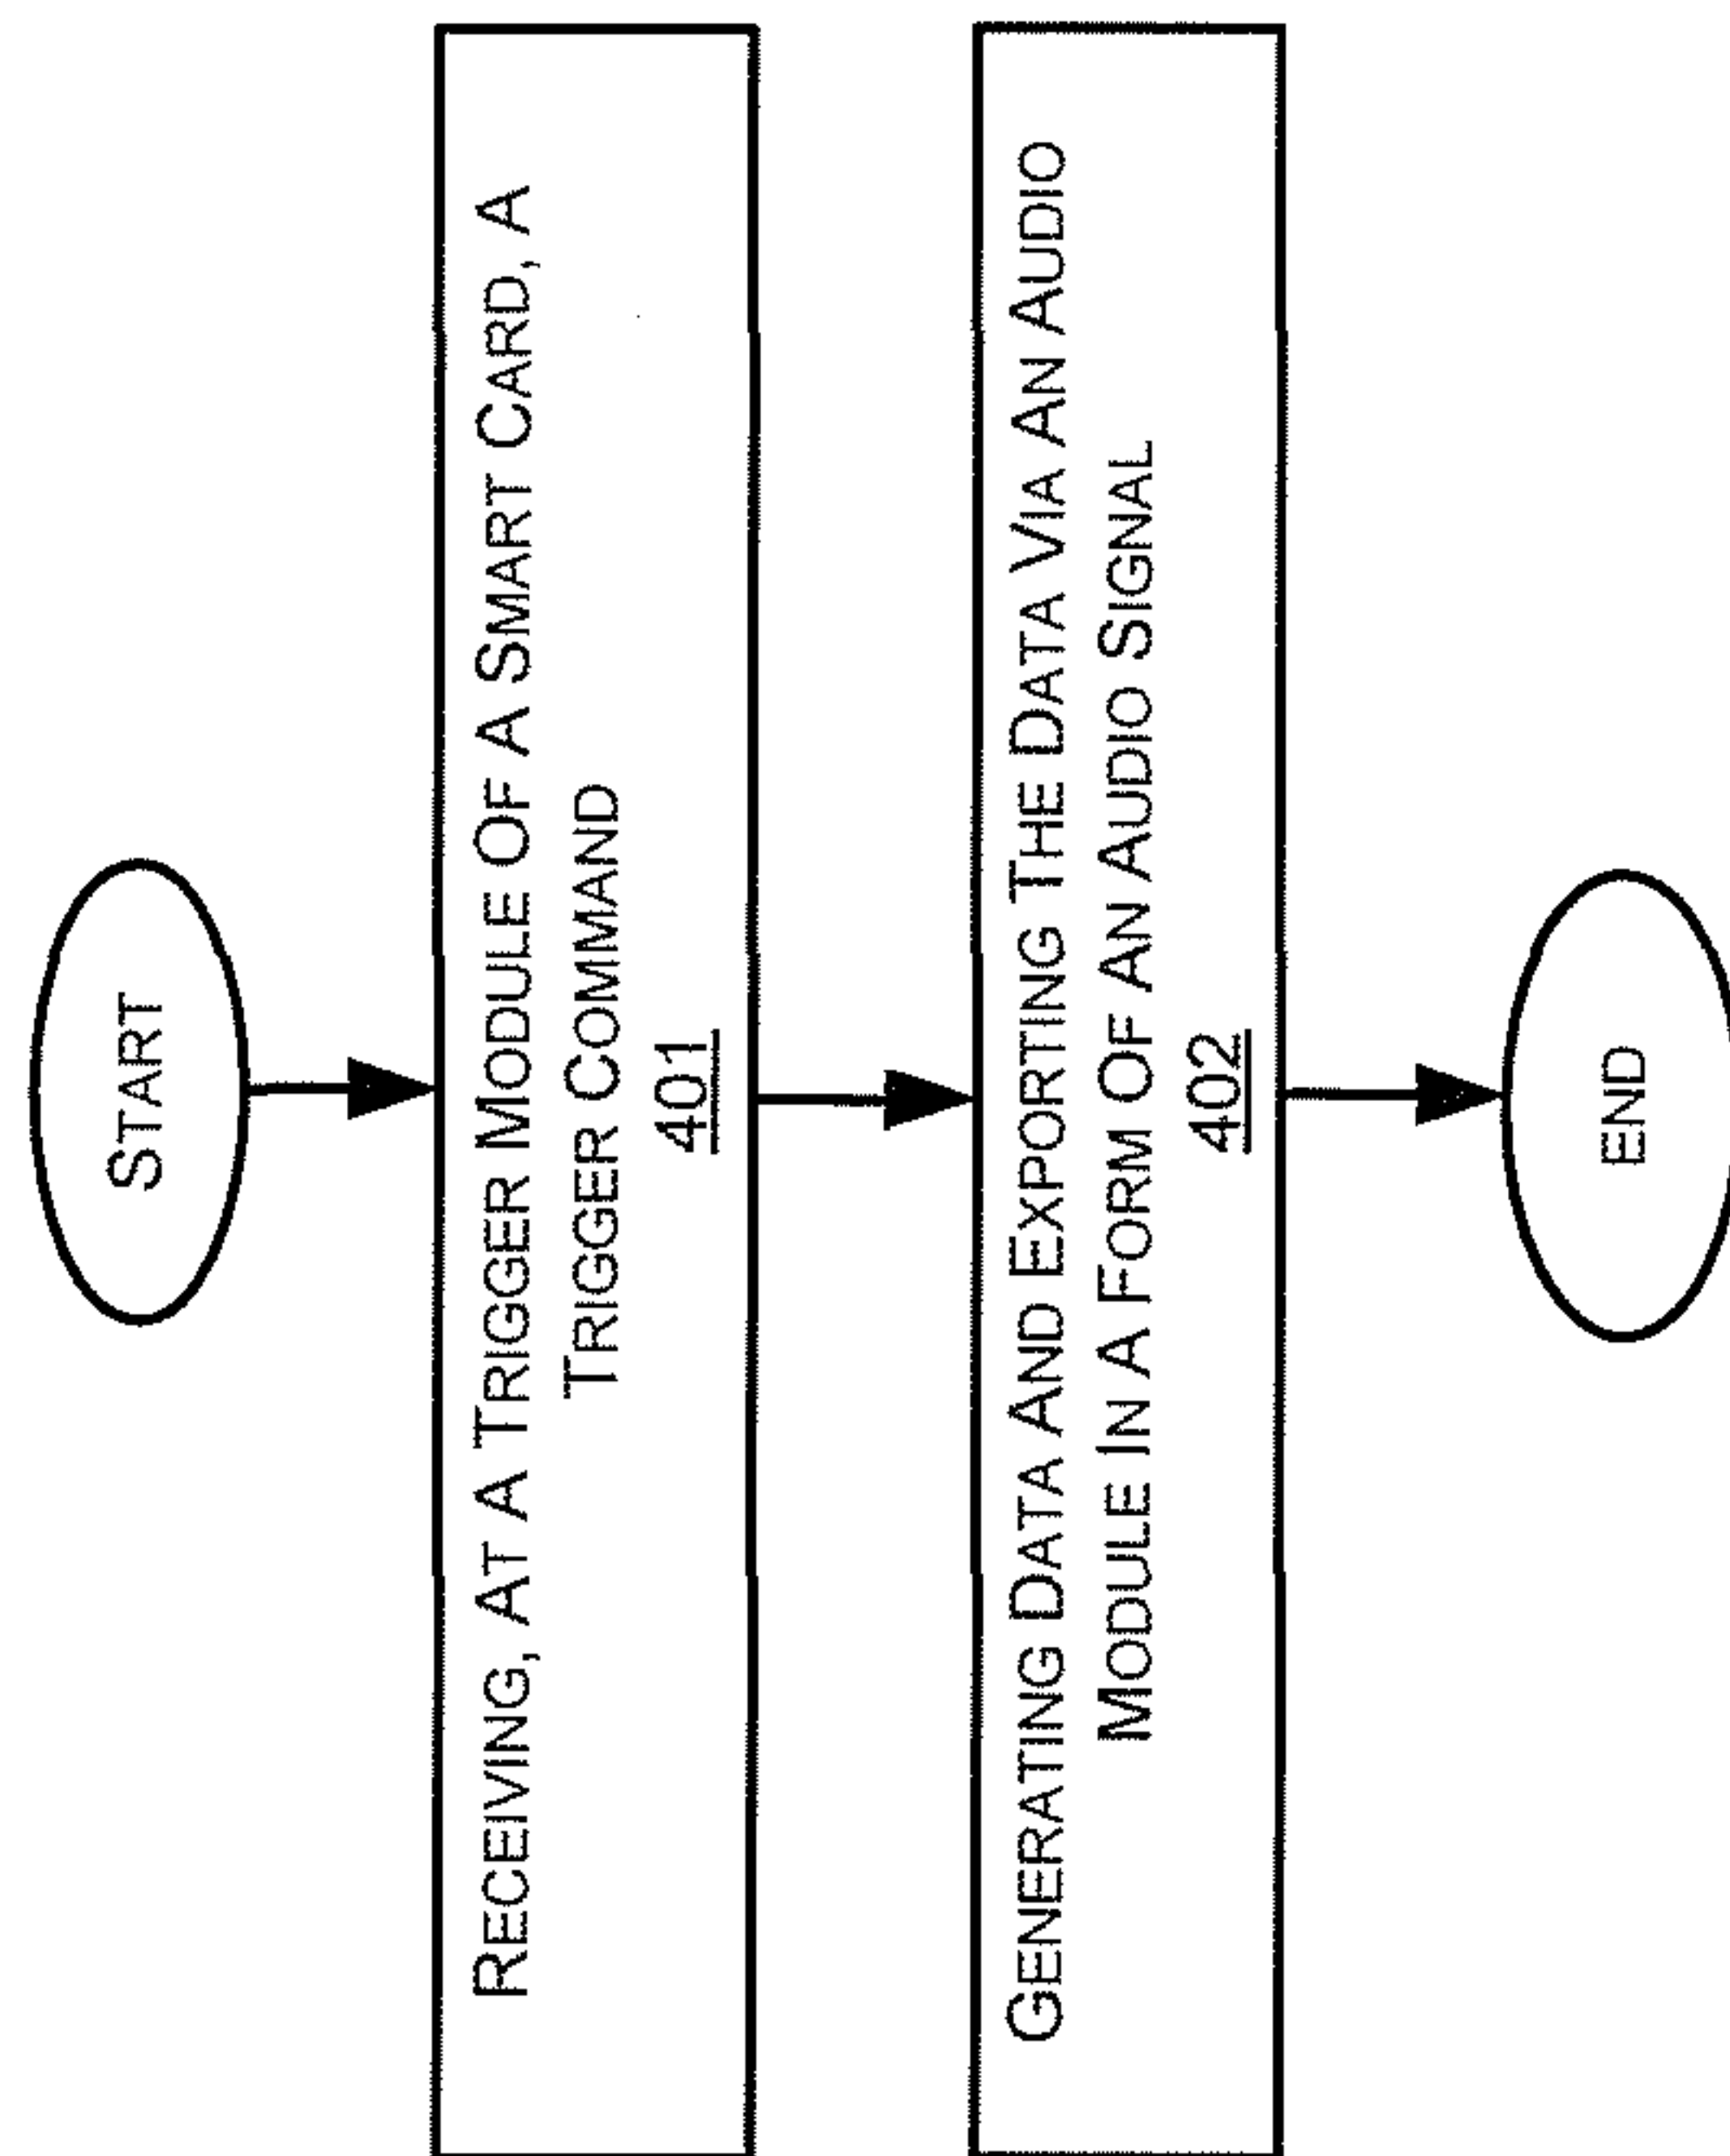 START
RECEIVING, AT A TRIGGER MODULE OF A SMART CARD, A
TRIGGER COMMAND
401
GENERATING DATA AND EXPORTING THE DATA VIA AN AUDIO
MODULE IN A FORM OF AN AUDIO SIGNAL
402
END